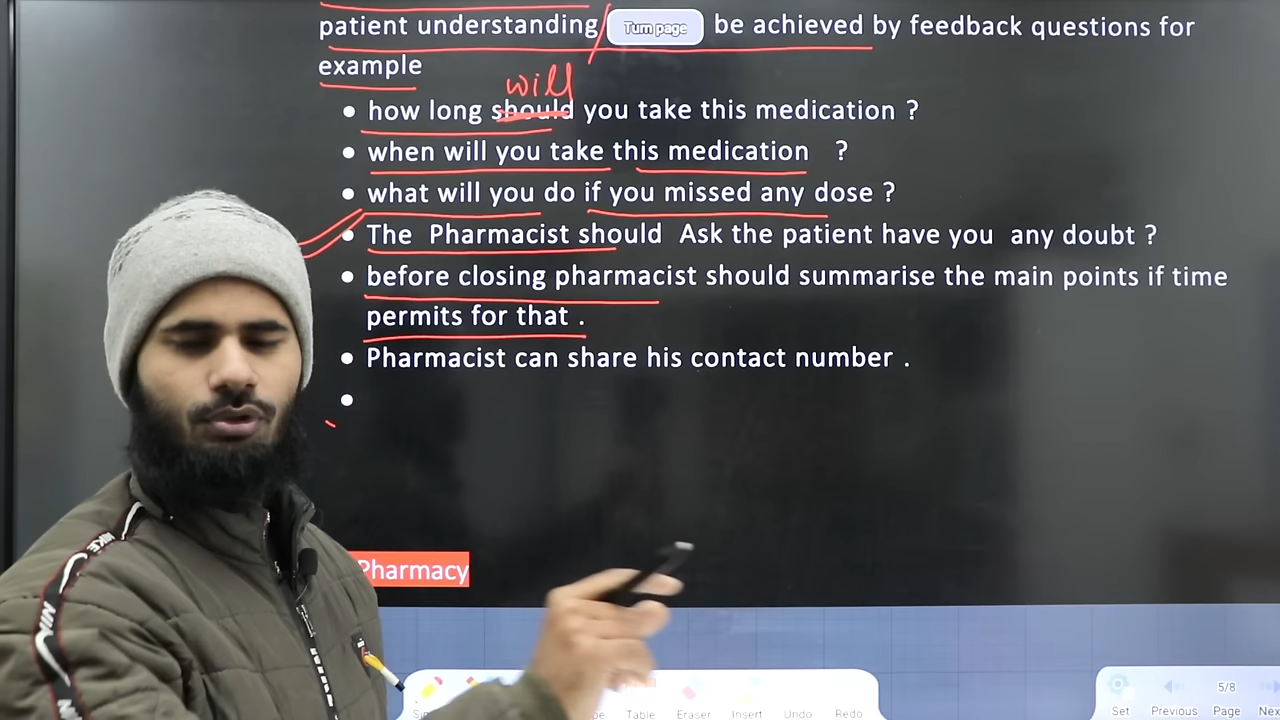 patient understanding Turn page be achieved by feedback questions for
example
will
how long should you take this medication ?
when will you take this medication ?
what will you do if you missed any dose ?
The Pharmacist should Ask the patient have you any doubt ?
before closing pharmacist should summarise the main points if time
permits for that .
Pharmacist can share his contact number .
Pharmacy
NIKE
Table Eraser Insert Undo Redo
Set Previous 5/8 Page